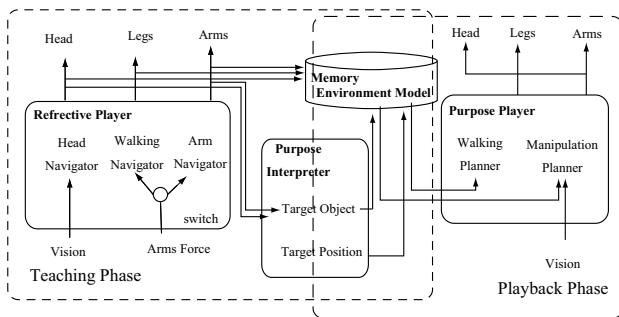 Head
Legs
Arms
Head
Legs
Arms
Memory
Environment Model
Refrective Player
Head
Navigator
Walking
Navigator
Arm
Navigator
switch
Purpose
Interpreter
Target Object
Target Position
Purpose Player
Walking
Planner
Manipulation
Planner
Vision
Arms Force
Vision
Teaching Phase
Playback Phase